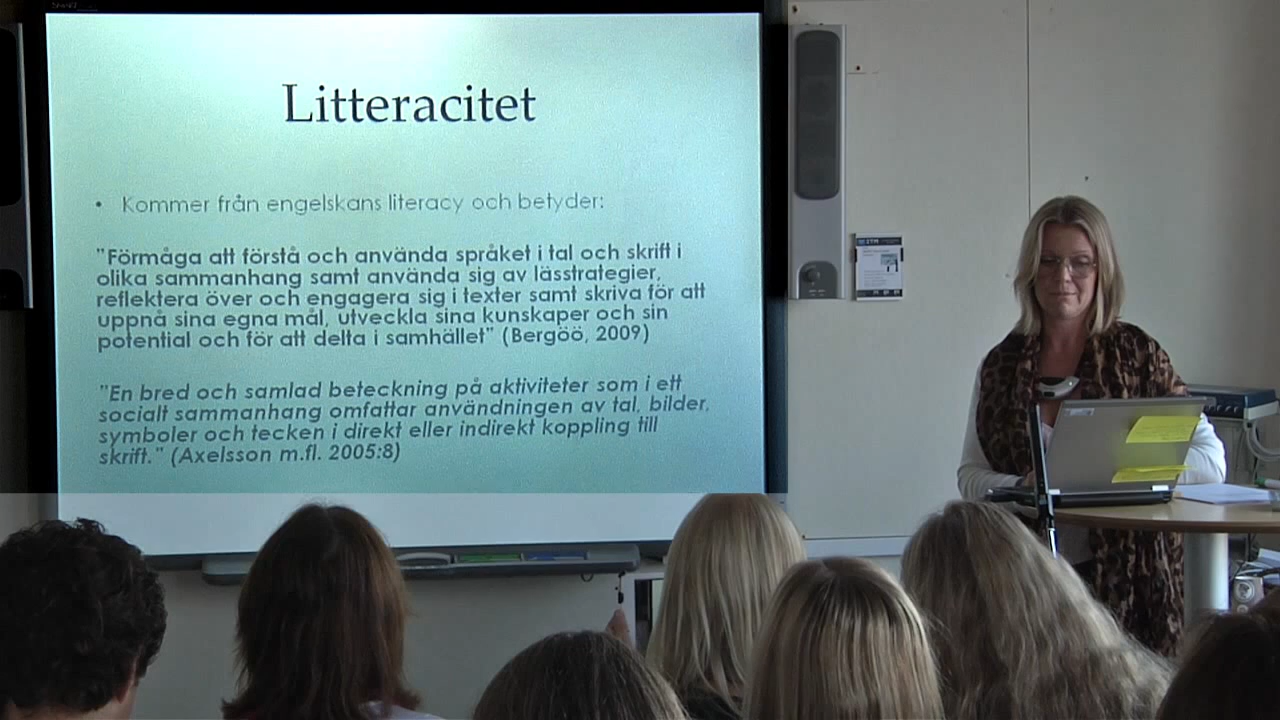 Litteracitet
• Kommer från engelskans literacy och betyder:
"Förmåga att förstå och använda språket i tal och skrift i
olika sammanhang samt använda sig av lässtrategier,
reflektera över och engagera sig i texter samt skriva för att
uppnå sina egna mål, utveckla sina kunskaper och sin
potential och för att delta i samhället" (Bergöö, 2009)
"En bred och samlad beteckning på aktiviteter som i ett
socialt sammanhang omfattar användningen av tal, bilder,
symboler och tecken i direkt eller indirekt koppling till
skrift." (Axelsson m.fl. 2005:8)